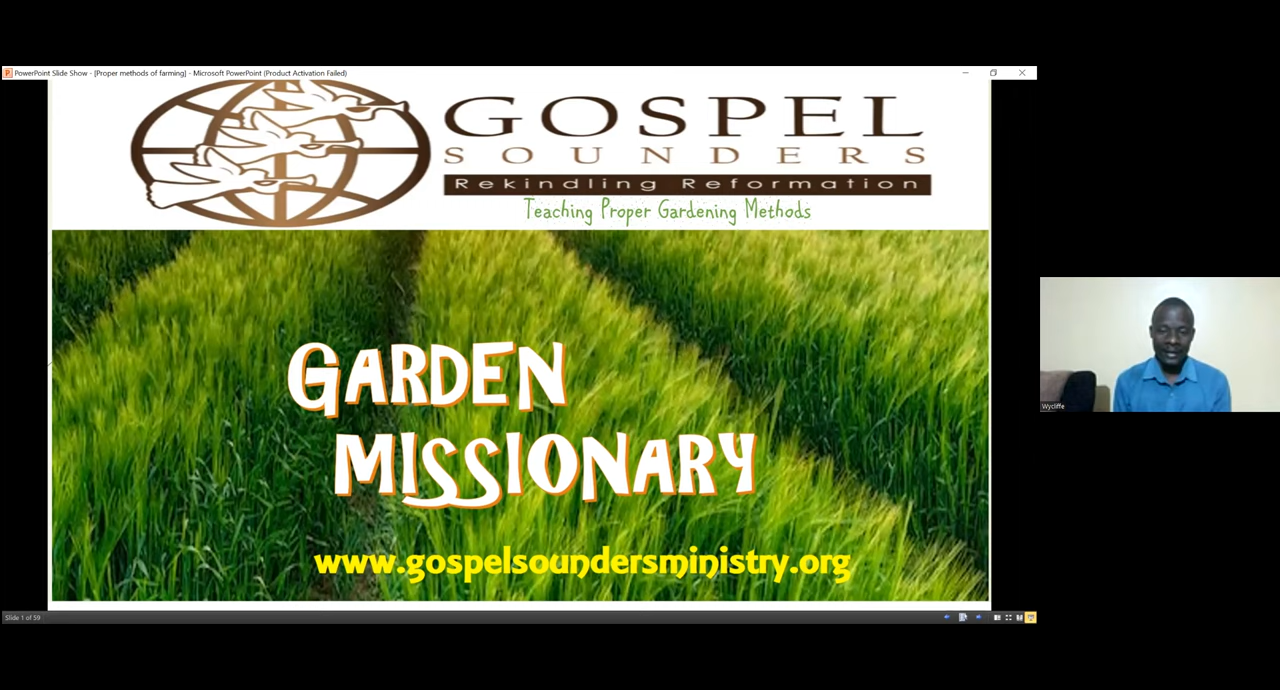 PowerPoint Slide Show - [Proper methods of farming] - Microsoft PowerPoint (Product Activation Failed)
GOSPEL
SOUNDERS
Rekindling Reformation
Teaching Proper Gardening Methods
GARDEN
MISSIONARY
www.gospelsoundersministry.org
Wycliffe
Slide 1 of 59